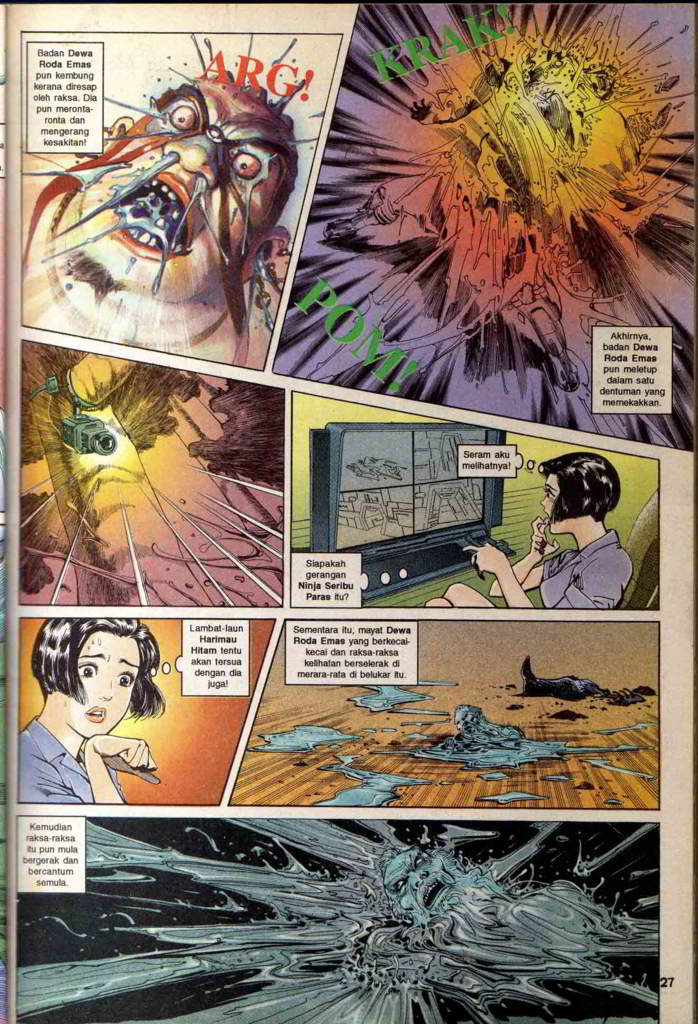 Badan Dewa
Roda Emas
pun kembung
kerana diresap
oleh raksa. Dia
pun meronta-
ronta dan
mengerang
kesakitan!
ARG!
KRAK!
POM!
Akhirnya,
badan Dewa
Roda Emas
pun meletup
dalam satu
dentuman yang
memekakkan.
Seram aku
melihatnya!
Siapakah
gerangan
Ninja Seribu
Paras itu?
Lambat-laun
Harimau
Hitam tentu
akan tersua
dengan dia
juga!
Sementara itu, mayat Dewa
Roda Emas yang berkecai-
kecai dan raksa-raksa
kelihatan berselerak di
merara-rata di belukar itu.
Kemudian
raksa-raksa
itu pun mula
bergerak dan
bercantum
semula.
27